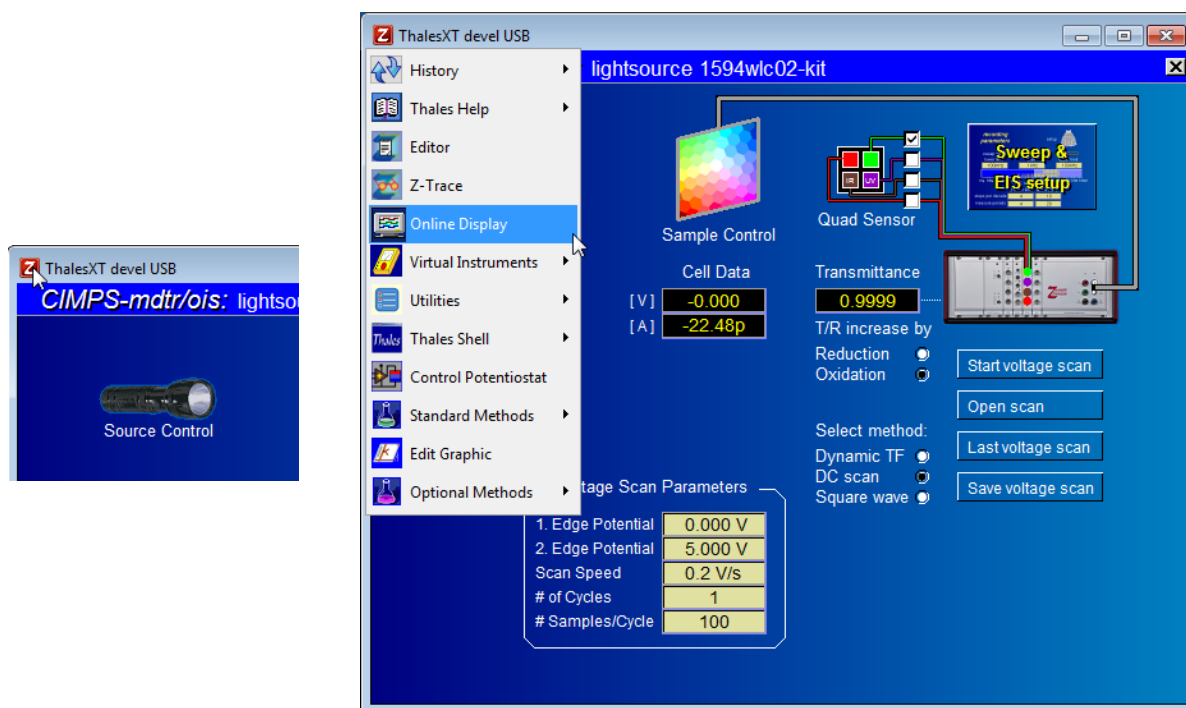 ThalesXT devel USB
CIMPS-mdtr/ois: lightso
Source Control
ThalesXT devel USB
lightsource 1594wlc02-kit
History
Thales Help
Editor
Z-Trace
Online Display
Virtual Instruments
Utilities
Thales Shell
Control Potentiostat
Standard Methods
Edit Graphic
Optional Methods
Sample Control
IR UV
Quad Sensor
recording
parameters
Sweep &
EIS setup
Cell Data
[V] -0.000
[A] -22.48p
Transmittance
0.9999
T/R increase by
Reduction
Oxidation
Select method:
Dynamic TF
DC scan
Square wave
Start voltage scan
Open scan
Last voltage scan
Save voltage scan
tage Scan Parameters
1. Edge Potential 0.000 V
2. Edge Potential 5.000 V
Scan Speed 0.2 V/s
# of Cycles 1
# Samples/Cycle 100